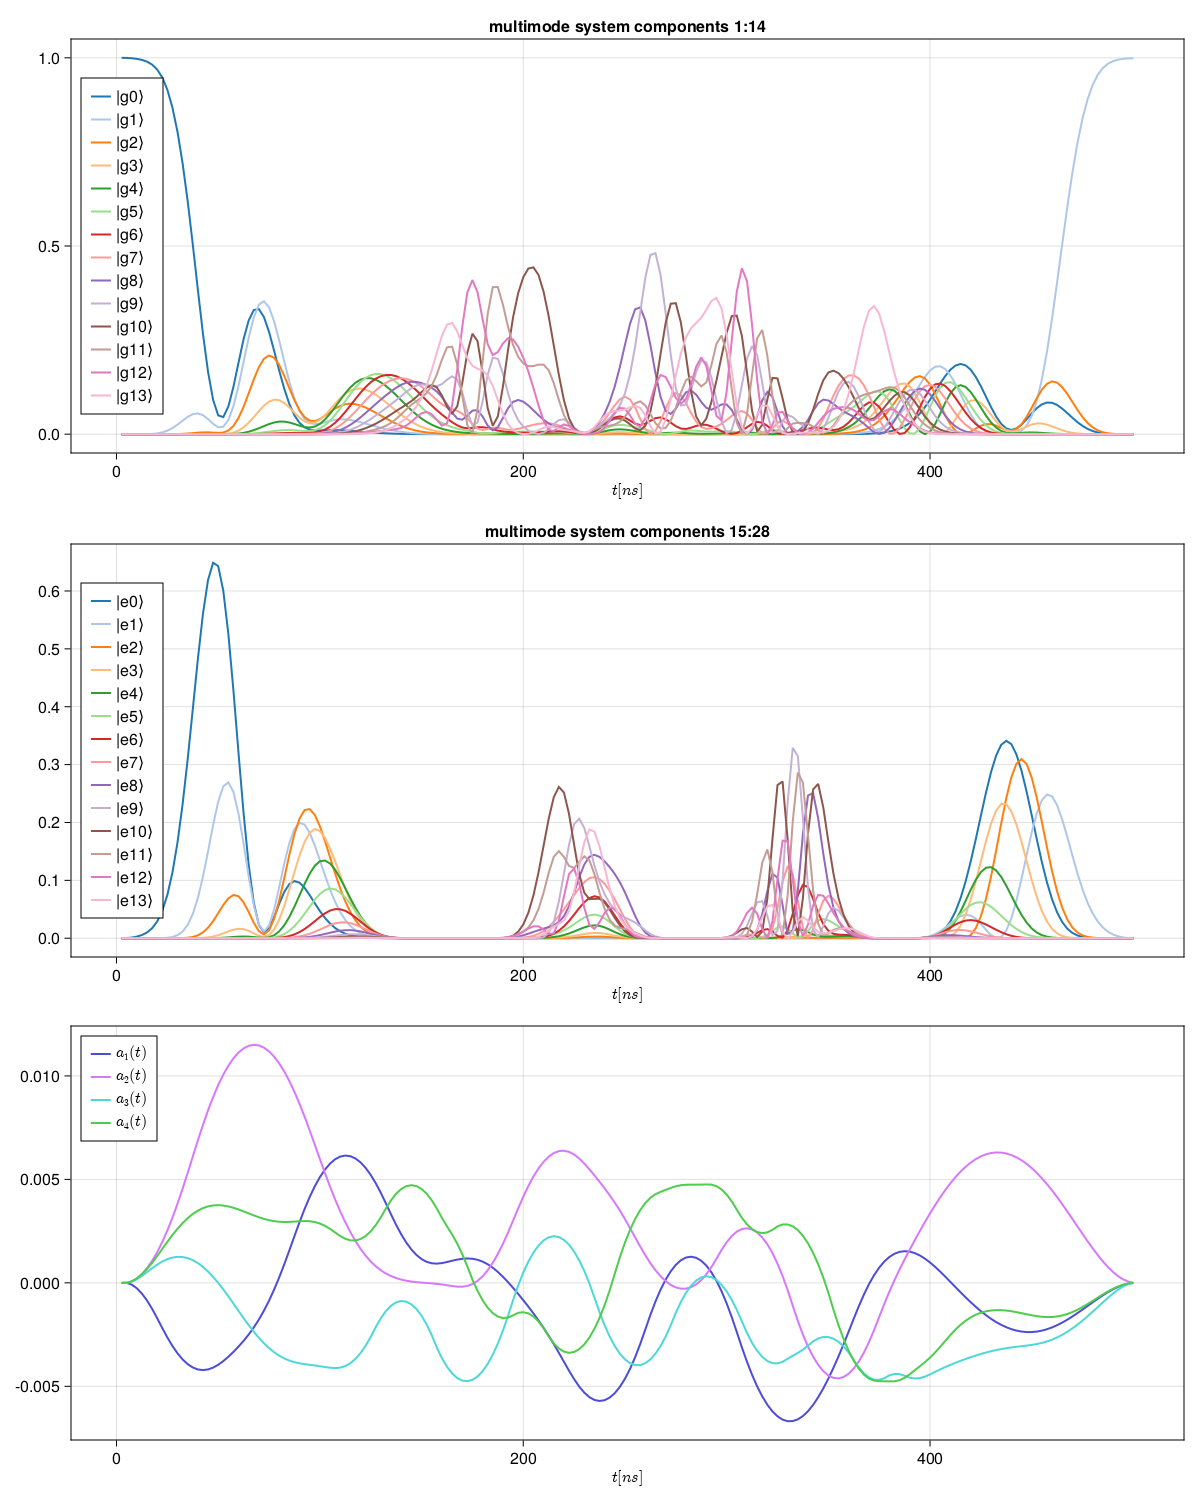 multimode system components 1:14
1.0
0.5
0.0
|g0⟩
|g1⟩
|g2⟩
|g3⟩
|g4⟩
|g5⟩
|g6⟩
|g7⟩
|g8⟩
|g9⟩
|g10⟩
|g11⟩
|g12⟩
|g13⟩
0 200 400
t[ns]
multimode system components 15:28
0.6
0.5
0.4
0.3
0.2
0.1
0.0
|e0⟩
|e1⟩
|e2⟩
|e3⟩
|e4⟩
|e5⟩
|e6⟩
|e7⟩
|e8⟩
|e9⟩
|e10⟩
|e11⟩
|e12⟩
|e13⟩
0 200 400
t[ns]
0.010
0.005
0.000
-0.005
a₁(t)
a₂(t)
a₃(t)
a₄(t)
0 200 400
t[ns]